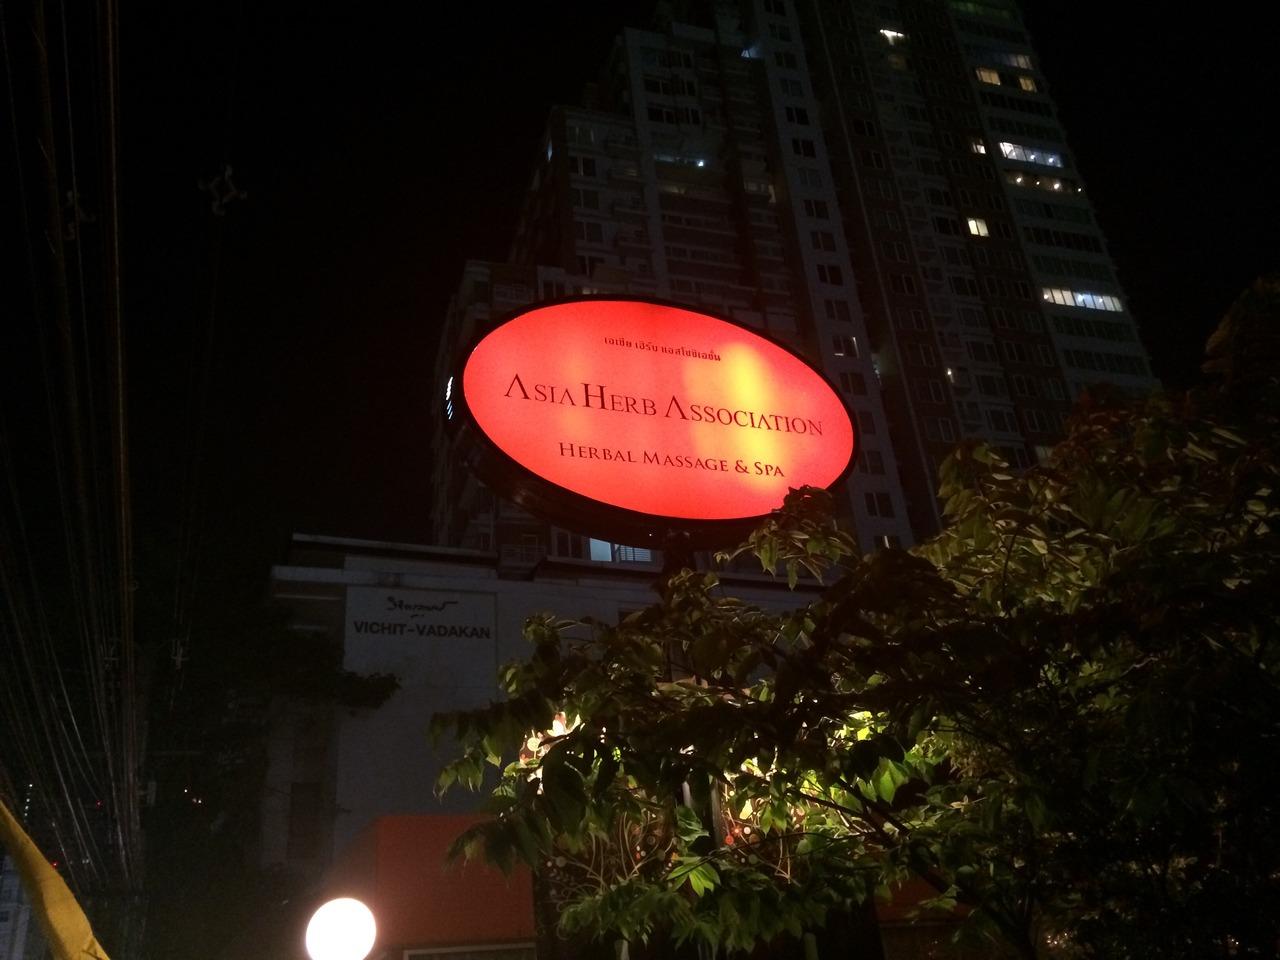 เอเชีย เฮิร์บ แอสโซซิเอชั่น
ASIA HERB ASSOCIATION
HERBAL MASSAGE & SPA
VICHIT-VADAKAN